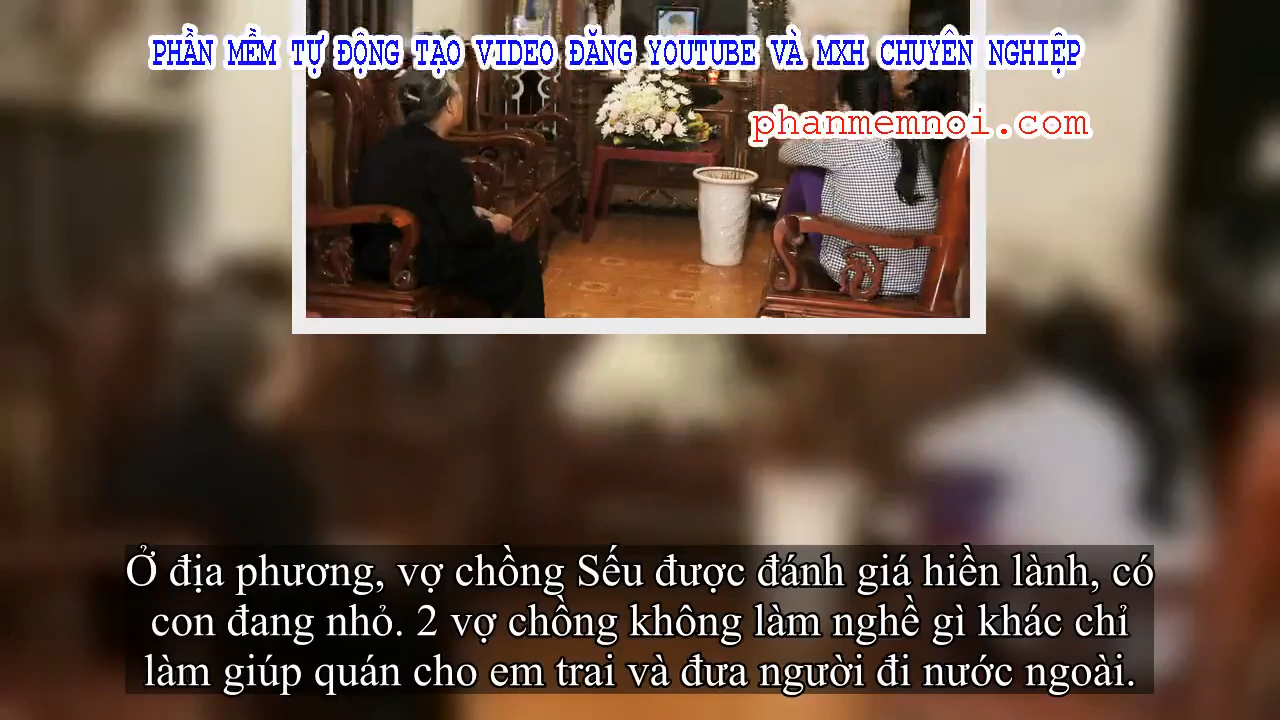 PHẦN MỀM TỰ ĐỘNG TẠO VIDEO ĐĂNG YOUTUBE VÀ MXH CHUYÊN NGHIỆP
phanmemnoi.com
Ở địa phương, vợ chồng Sếu được đánh giá hiền lành, có
con đang nhỏ. 2 vợ chồng không làm nghề gì khác chỉ
làm giúp quán cho em trai và đưa người đi nước ngoài.